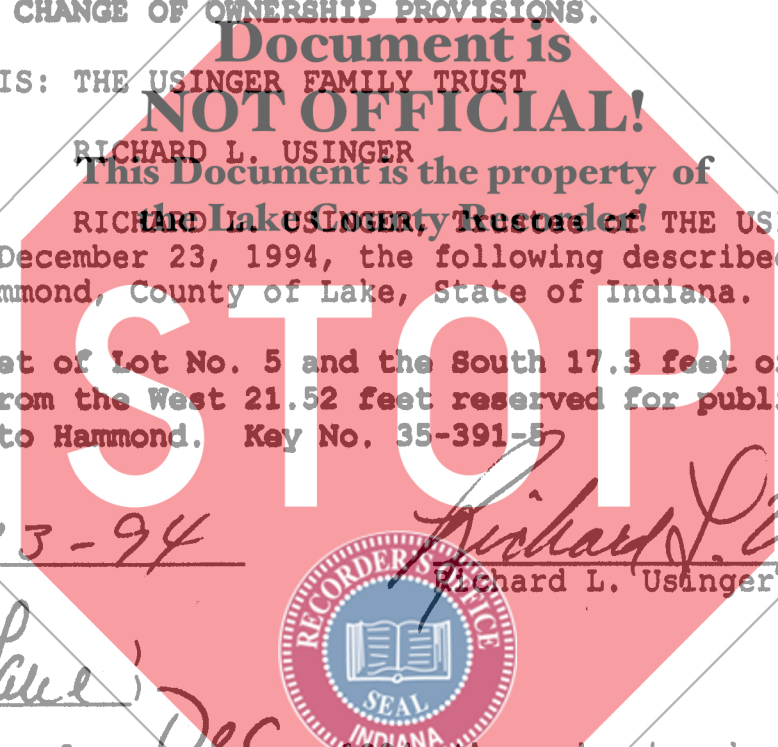 CHANGE OF OWNERSHIP PROVISIONS.
Document is
IS: THE USINGER FAMILY TRUST
NOT OFFICIAL!
RICHARD L. USINGER
This Document is the property of
the Lake County Recorder!
RICHARD L. USINGER, Trustee of THE US
December 23, 1994, the following described
mmond, County of Lake, State of Indiana.
STOP
et of Lot No. 5 and the South 17.3 feet o
rom the West 21.52 feet reserved for publi
to Hammond. Key No. 35-391-5
3-94
Richard L.
Richard L. Usinger
RECORDER'S OFFICE
SEAL
INDIANA
Dec